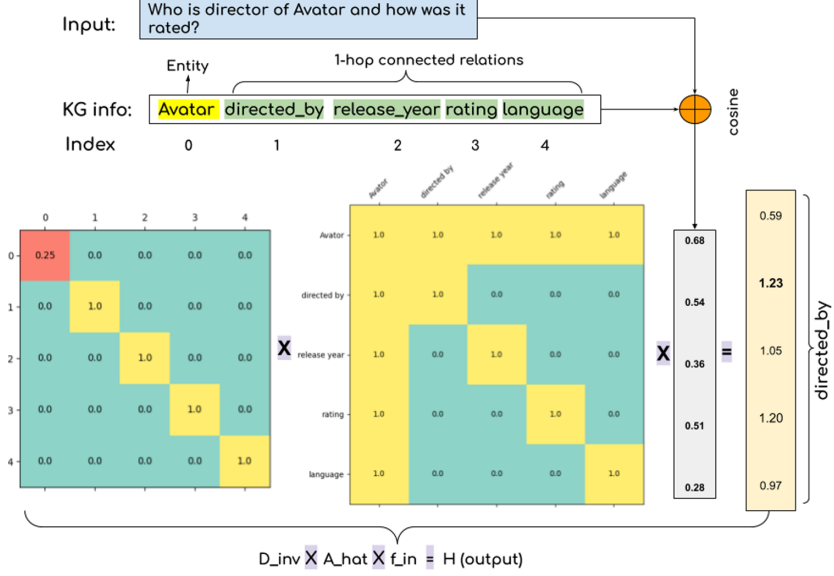 Input:
Who is director of Avatar and how was it
rated?
Entity
1-hop connected relations
KG info:
Avatar directed_by release_year rating language
cosine
Index
0 1 2 3 4
0 1 2 3 4
0 0.25 0.0 0.0 0.0 0.0
1 0.0 1.0 0.0 0.0 0.0
2 0.0 0.0 1.0 0.0 0.0
3 0.0 0.0 0.0 1.0 0.0
4 0.0 0.0 0.0 0.0 1.0
X
Avator directed by release year rating language
Avator 1.0 1.0 1.0 1.0 1.0
directed by 1.0 1.0 0.0 0.0 0.0
release year 1.0 0.0 1.0 0.0 0.0
rating 1.0 0.0 0.0 1.0 0.0
language 1.0 0.0 0.0 0.0 1.0
X
0.68
0.54
0.36
0.51
0.28
=
0.59
1.23
1.05
1.20
0.97
directed_by
D_inv X A_hat X f_in = H (output)